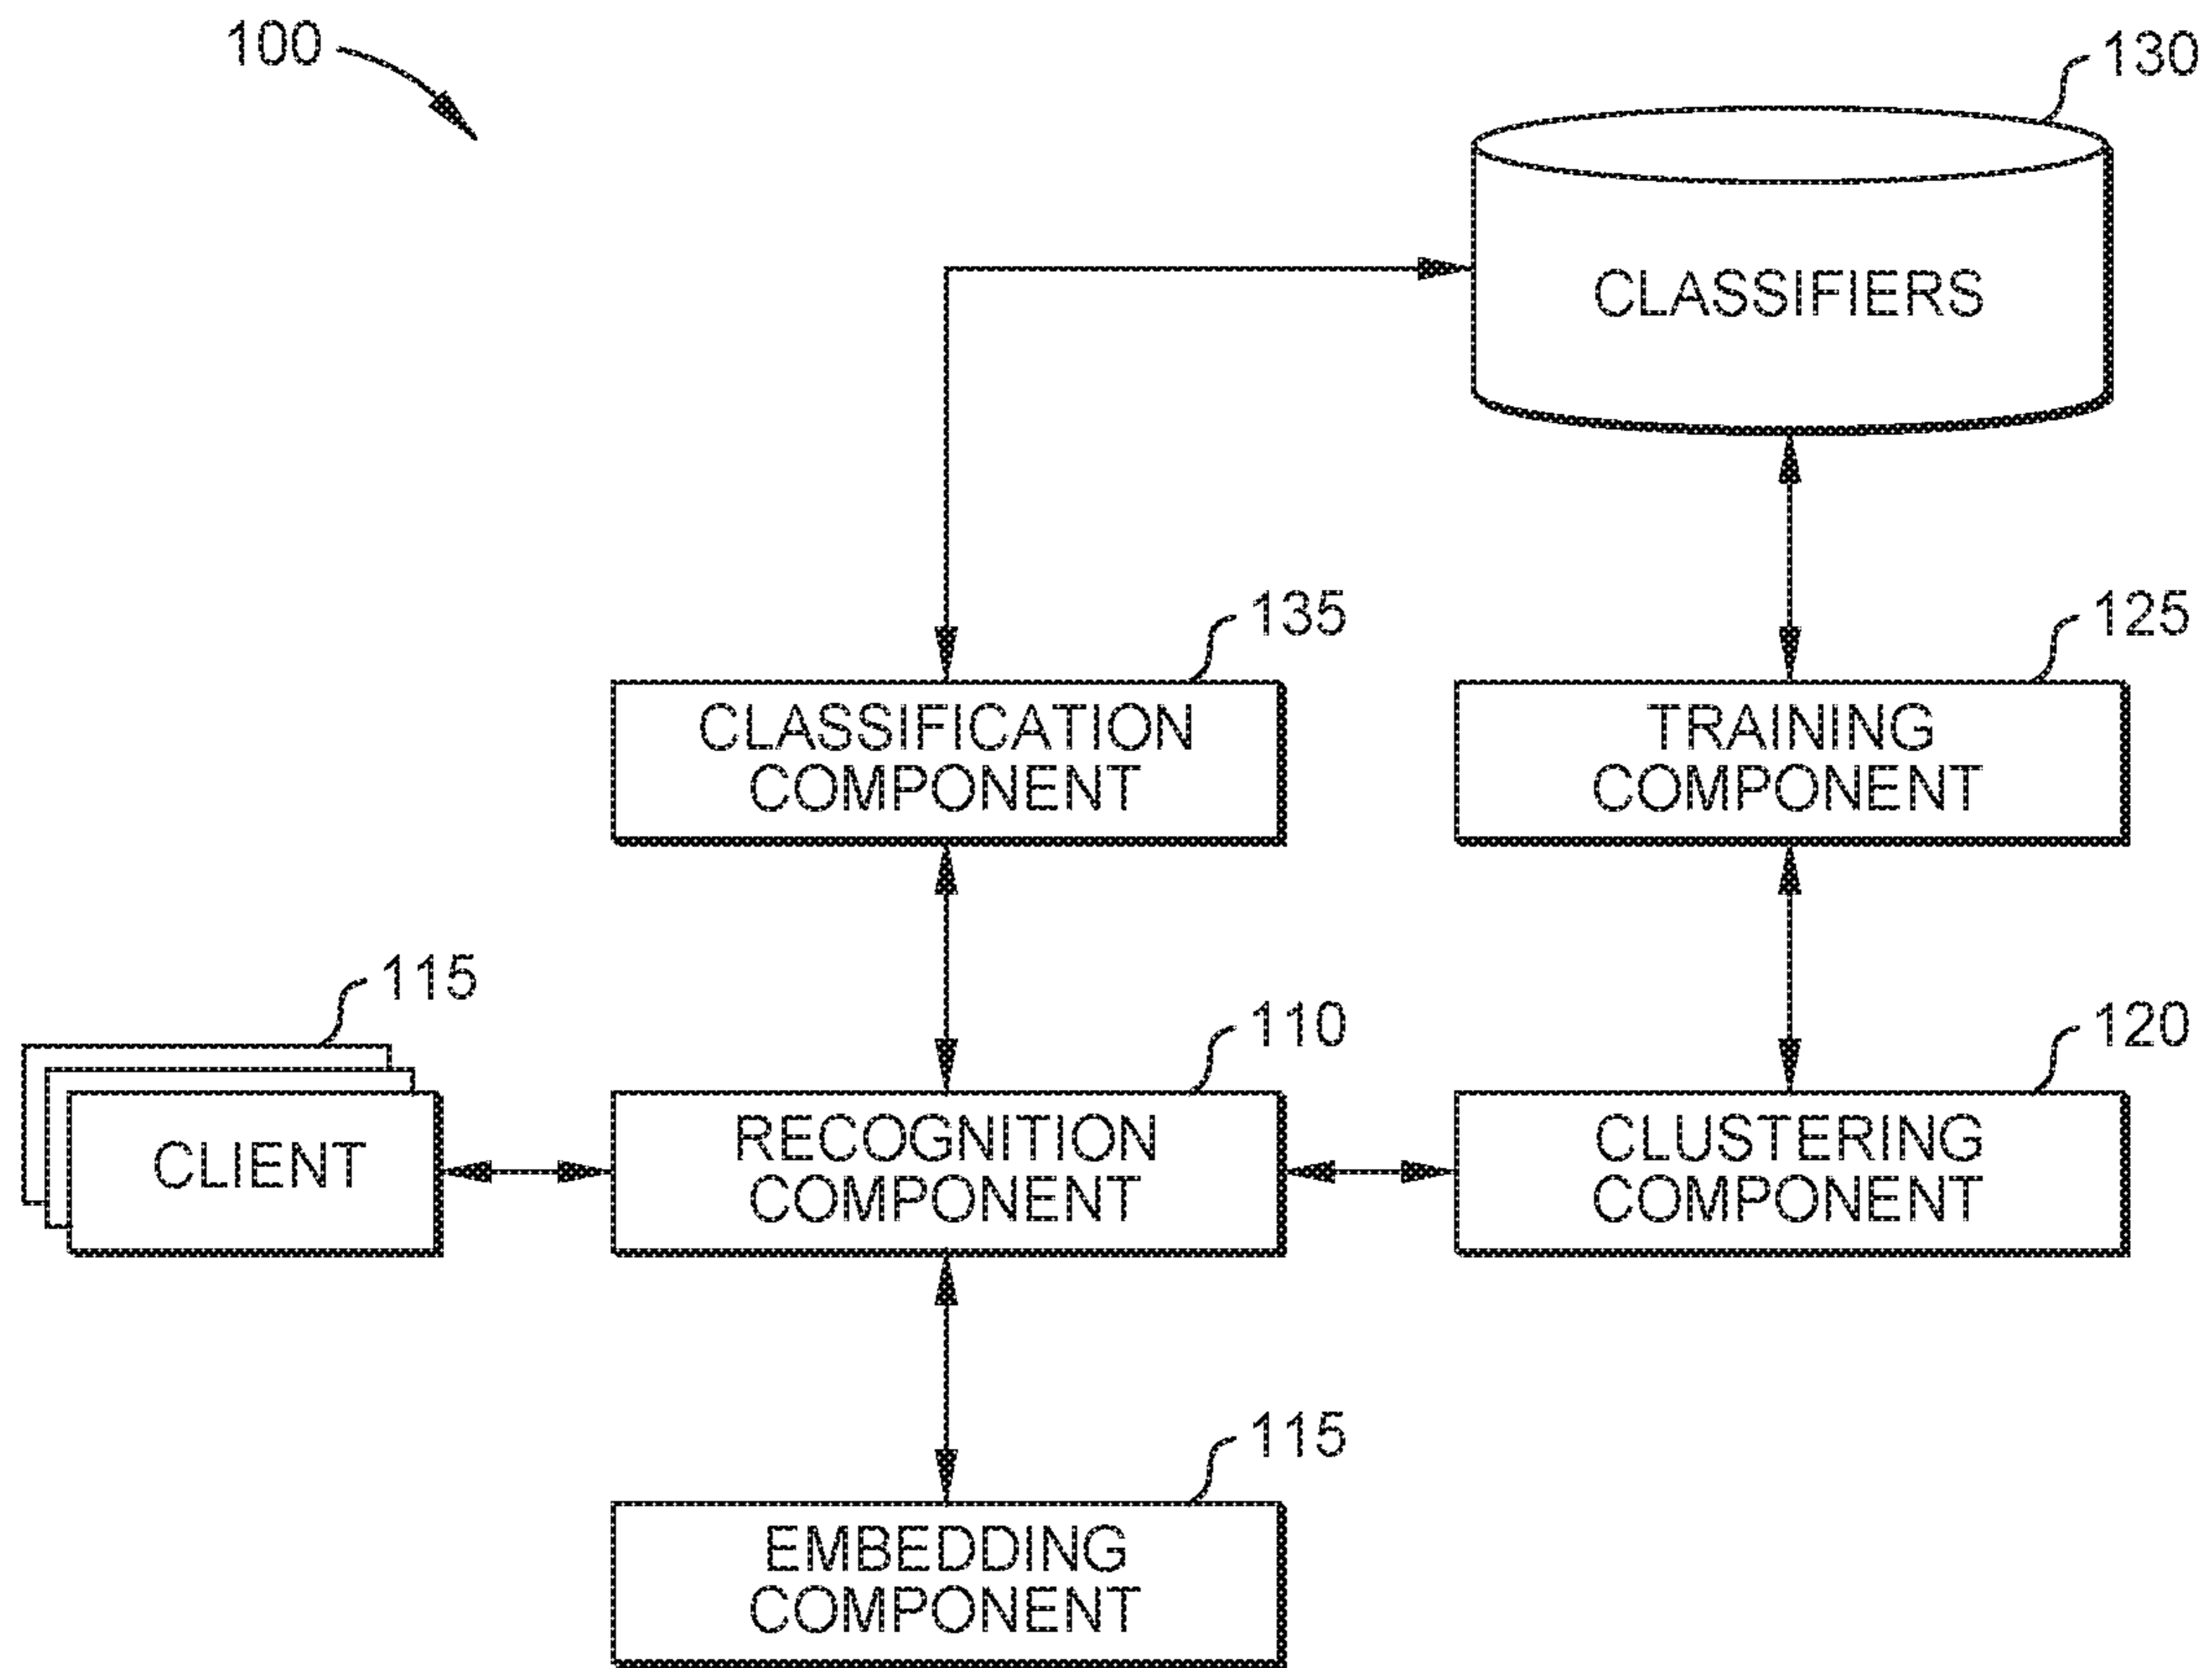 100
130
CLASSIFIERS
135
125
CLASSIFICATION
COMPONENT
TRAINING
COMPONENT
115
110
120
CLIENT
RECOGNITION
COMPONENT
CLUSTERING
COMPONENT
115
EMBEDDING
COMPONENT